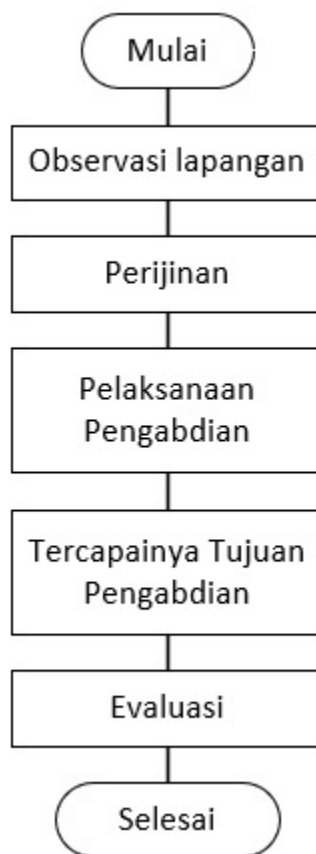 Mulai
Observasi lapangan
Perijinan
Pelaksanaan
Pengabdian
Tercapainya Tujuan
Pengabdian
Evaluasi
Selesai